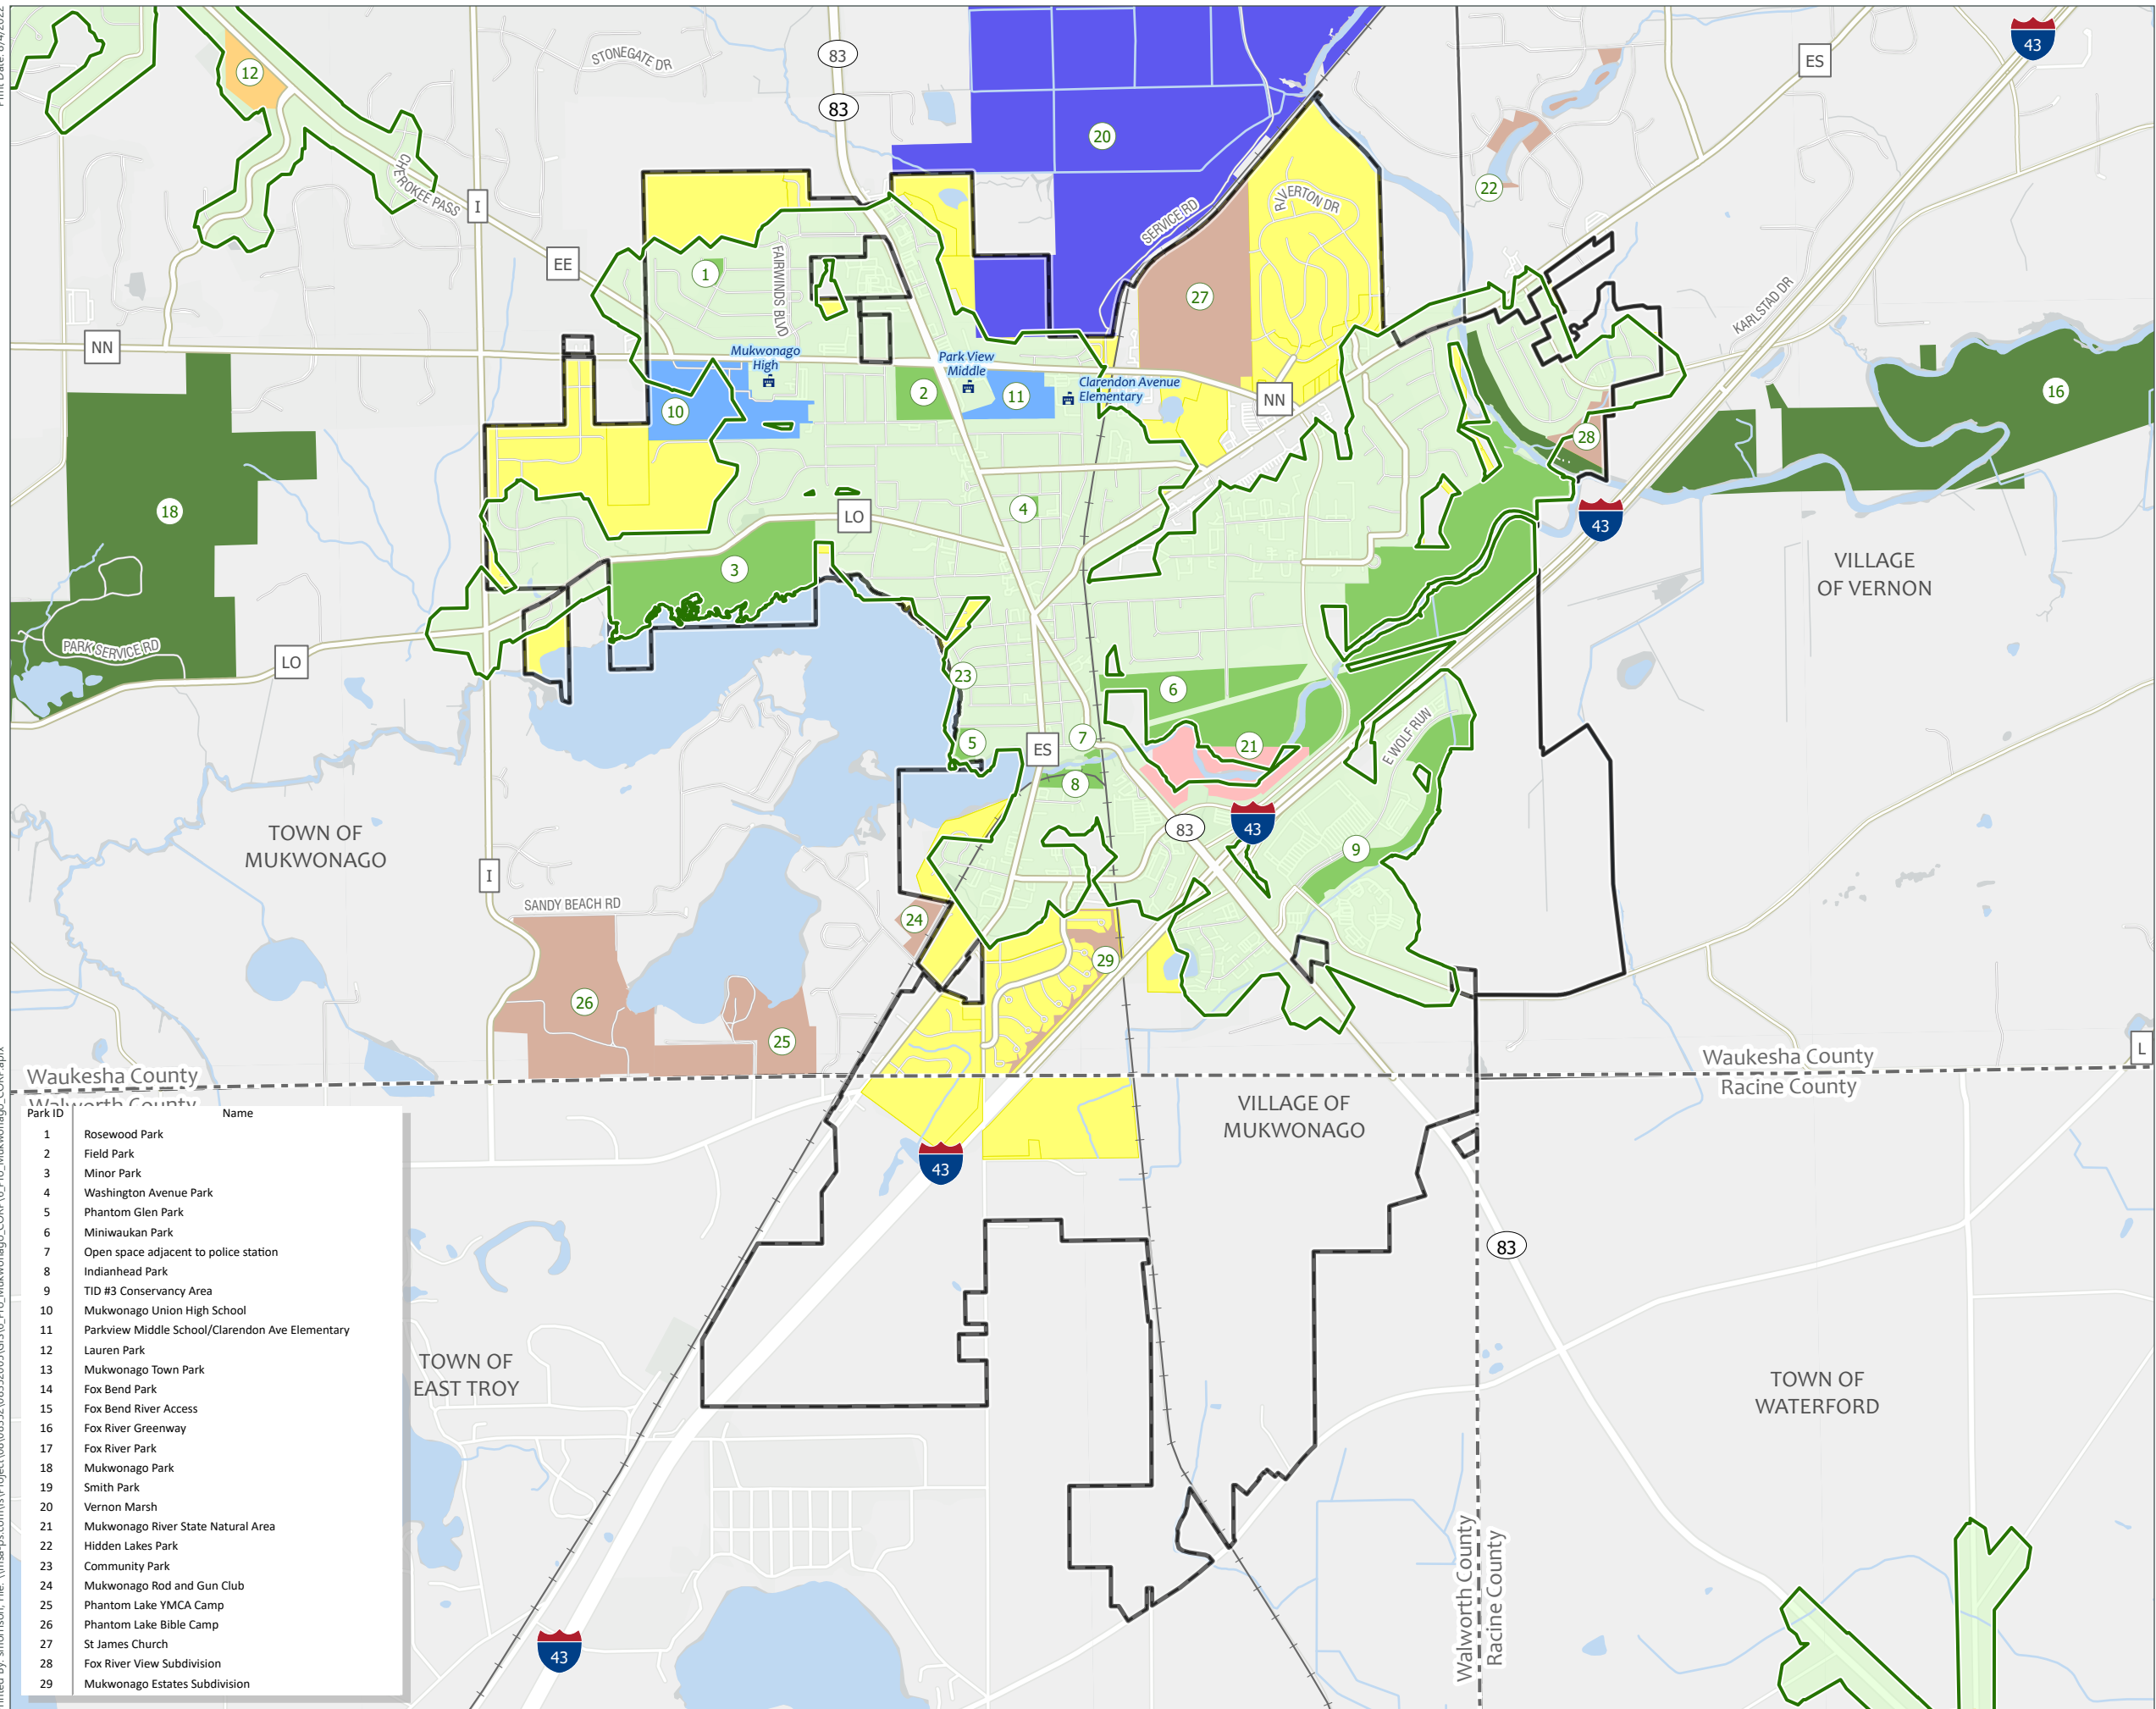 Print Date: 8/4/2022
12
STONEGATE DR
83
83
20
ES
43
CHEROKEE PASS
I
22
RIVERTON DR
SERVICE RD
EE
1
FAIRWINDS BLVD
27
KARLSTAD DR
NN
Mukwonago
High
Park View
Middle
Clarendon Avenue
Elementary
10
2
11
NN
16
28
18
LO
4
43
3
VILLAGE
OF VERNON
PARK SERVICE RD
LO
23
6
5
ES
7
21
E WOLF RUN
8
TOWN OF
MUKWONAGO
83
43
9
I
SANDY BEACH RD
24
29
26
25
L
Waukesha County
Walworth County
Waukesha County
Racine County
VILLAGE OF
MUKWONAGO
43
Park ID Name
1 Rosewood Park
2 Field Park
3 Minor Park
4 Washington Avenue Park
5 Phantom Glen Park
6 Miniwaukan Park
7 Open space adjacent to police station
8 Indianhead Park
9 TID #3 Conservancy Area
10 Mukwonago Union High School
11 Parkview Middle School/Clarendon Ave Elementary
12 Lauren Park
13 Mukwonago Town Park
14 Fox Bend Park
15 Fox Bend River Access
16 Fox River Greenway
17 Fox River Park
18 Mukwonago Park
19 Smith Park
20 Vernon Marsh
21 Mukwonago River State Natural Area
22 Hidden Lakes Park
23 Community Park
24 Mukwonago Rod and Gun Club
25 Phantom Lake YMCA Camp
26 Phantom Lake Bible Camp
27 St James Church
28 Fox River View Subdivision
29 Mukwonago Estates Subdivision
83
TOWN OF
EAST TROY
TOWN OF
WATERFORD
Walworth County
Racine County
43